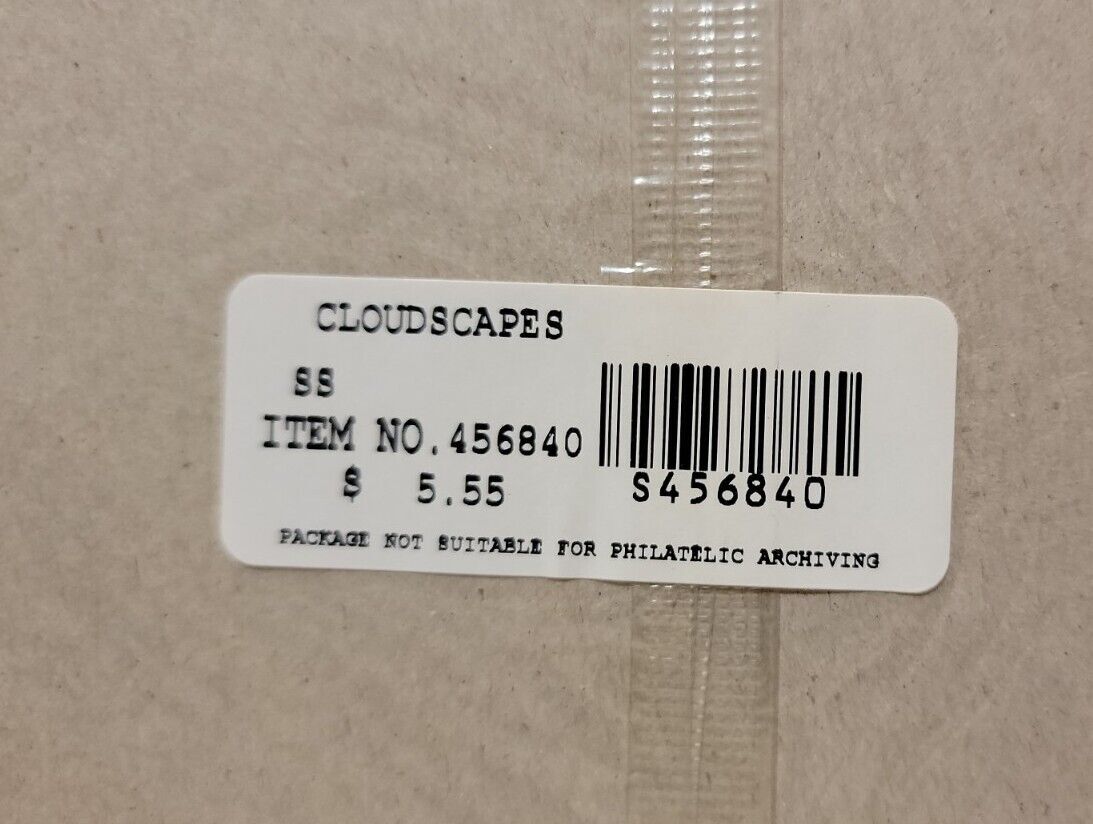 CLOUDSCAPES
SS
ITEM NO.456840
$ 5.55
S456840
PACKAGE NOT SUITABLE FOR PHILATELIC ARCHIVING